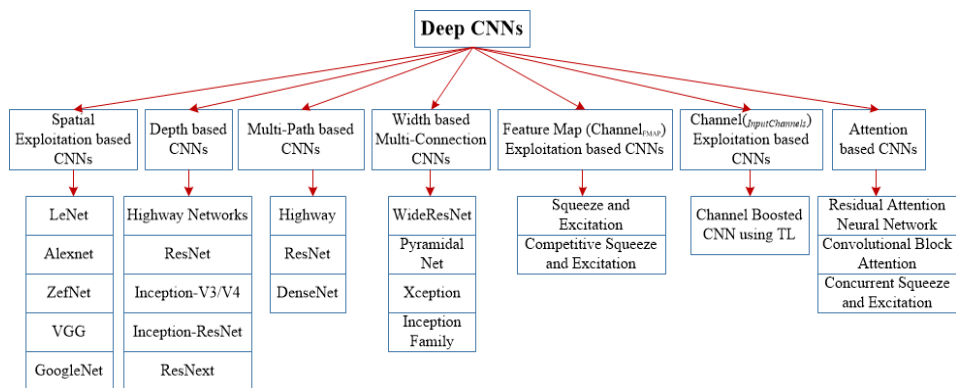 Deep CNNs
Spatial
Exploitation based
CNNs
Depth based
CNNs
Multi-Path based
CNNs
Width based
Multi-Connection
CNNs
Feature Map (ChannelFMAP)
Exploitation based CNNs
Channel(InputChannels)
Exploitation based
CNNs
Attention
based CNNs
LeNet
Alexnet
ZefNet
VGG
GoogleNet
Highway Networks
ResNet
Inception-V3/V4
Inception-ResNet
ResNext
Highway
ResNet
DenseNet
WideResNet
Pyramidal
Net
Xception
Inception
Family
Squeeze and
Excitation
Competitive Squeeze
and Excitation
Channel Boosted
CNN using TL
Residual Attention
Neural Network
Convolutional Block
Attention
Concurrent Squeeze
and Excitation